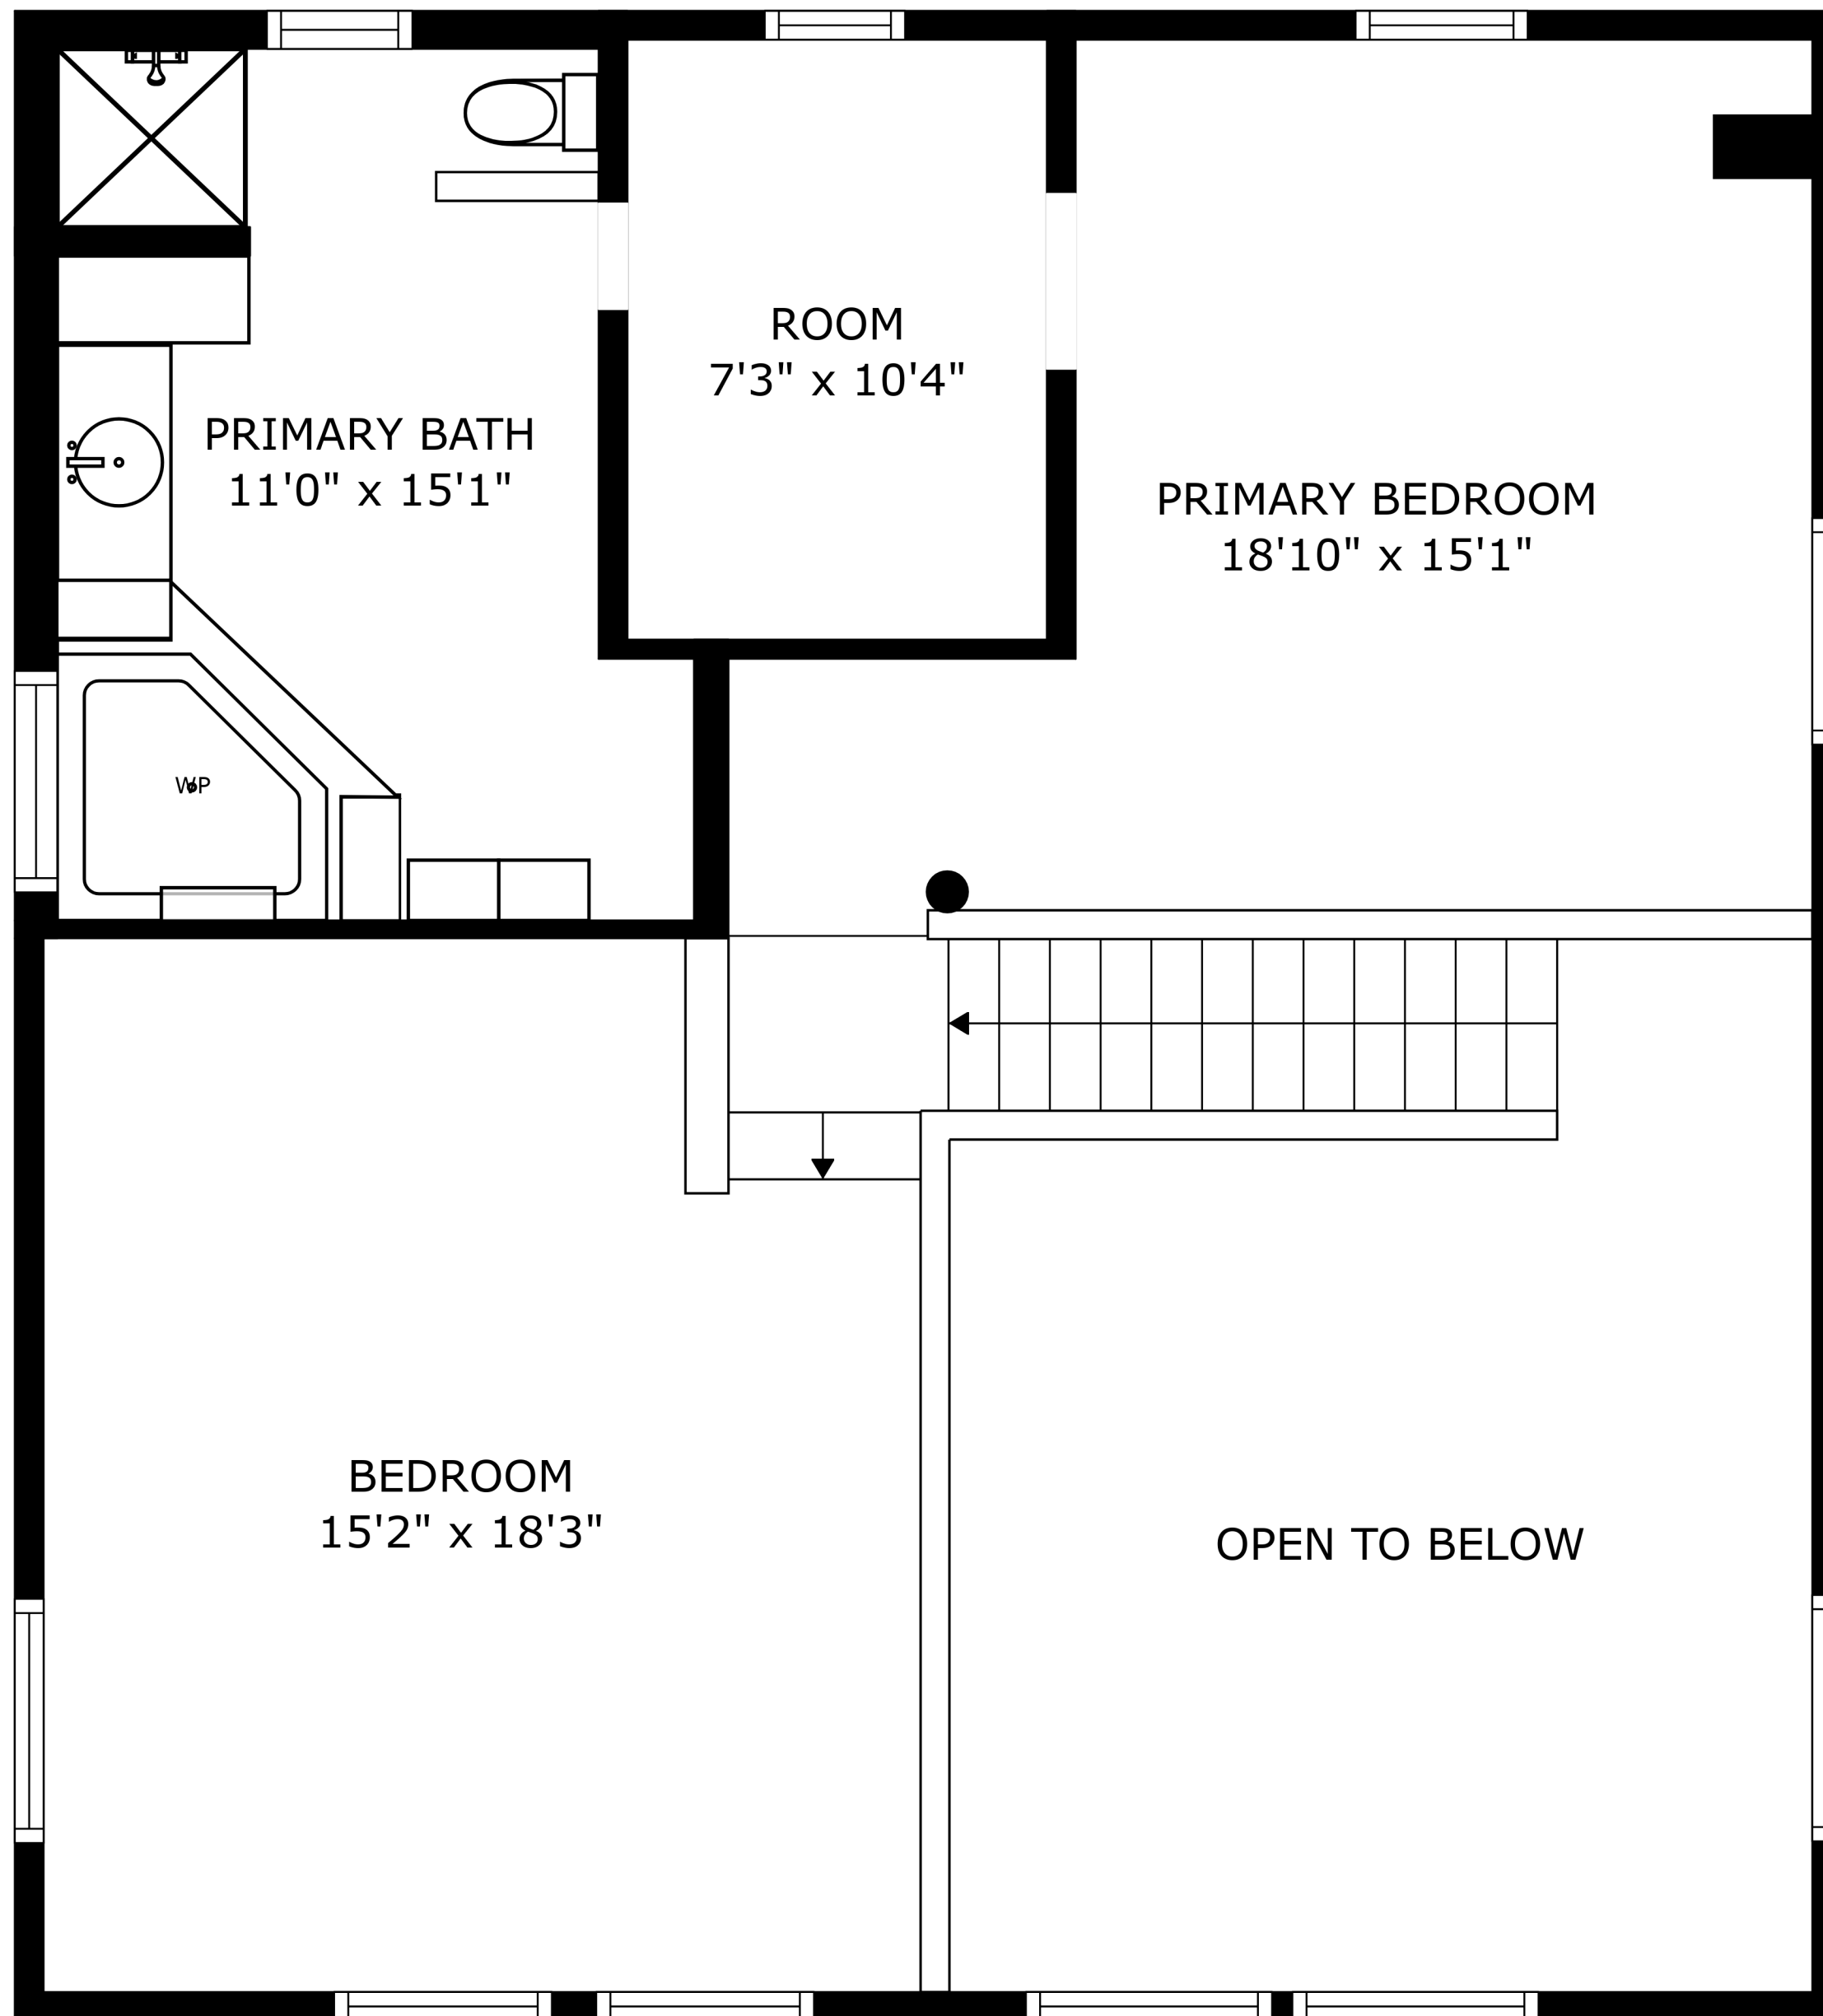 ROOM
7'3" x 10'4"
PRIMARY BATH
11'0" x 15'1"
PRIMARY BEDROOM
18'10" x 15'1"
WP
BEDROOM
15'2" x 18'3"
OPEN TO BELOW